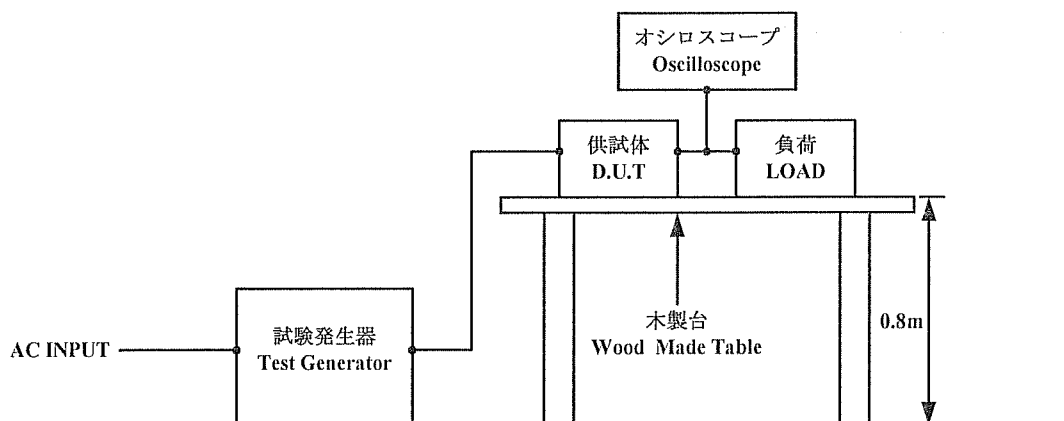 オシロスコープ
Oscilloscope
供試体
D.U.T
負荷
LOAD
試験発生器
Test Generator
AC INPUT
木製台
Wood Made Table
0.8m